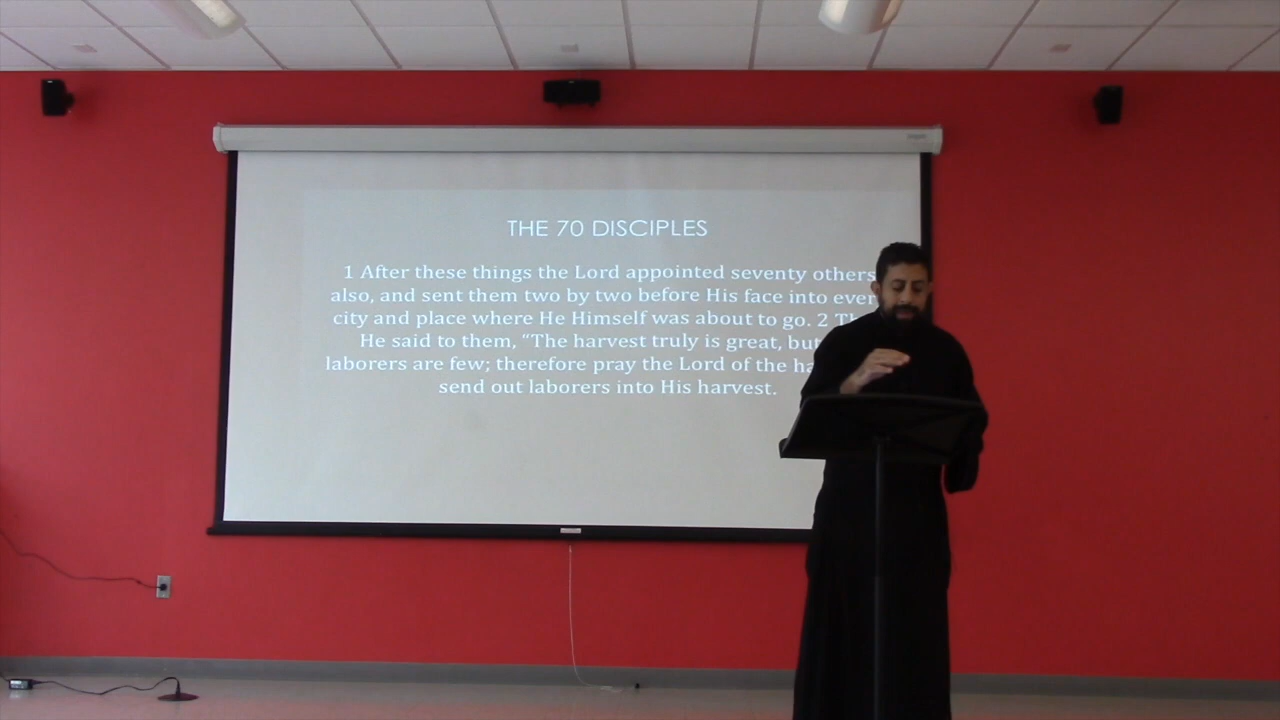 THE 70 DISCIPLES
1 After these things the Lord appointed seventy others
also, and sent them two by two before His face into
city and place where He Himself was about to go. 2
He said to them, “The harvest truly is great, but
laborers are few; therefore pray the Lord of the
send out laborers into His harvest.